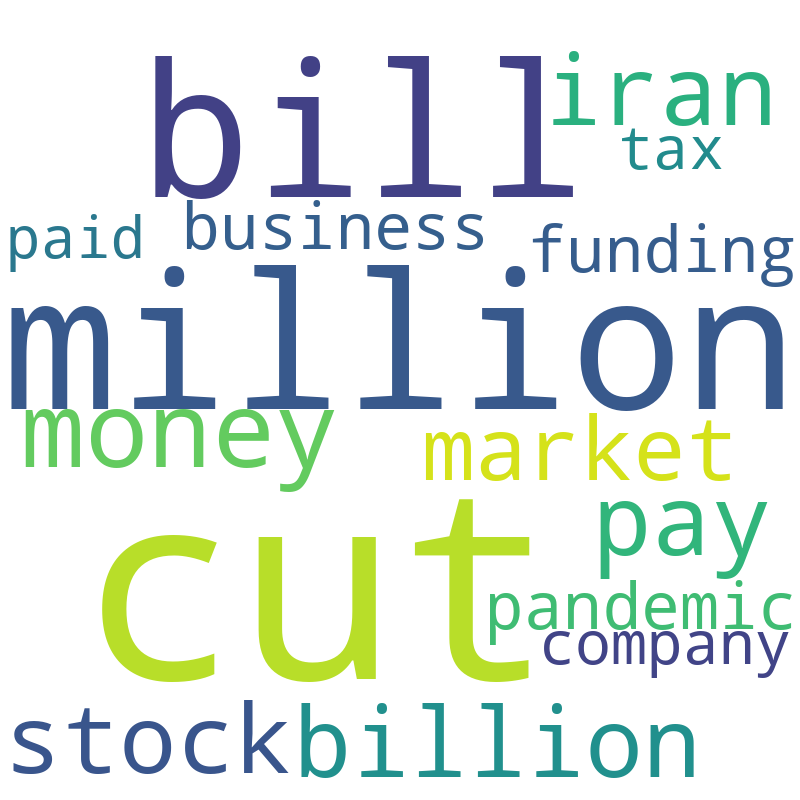 bill iran
tax
paid business funding
million
money market
cut pay
pandemic
company
stock billion